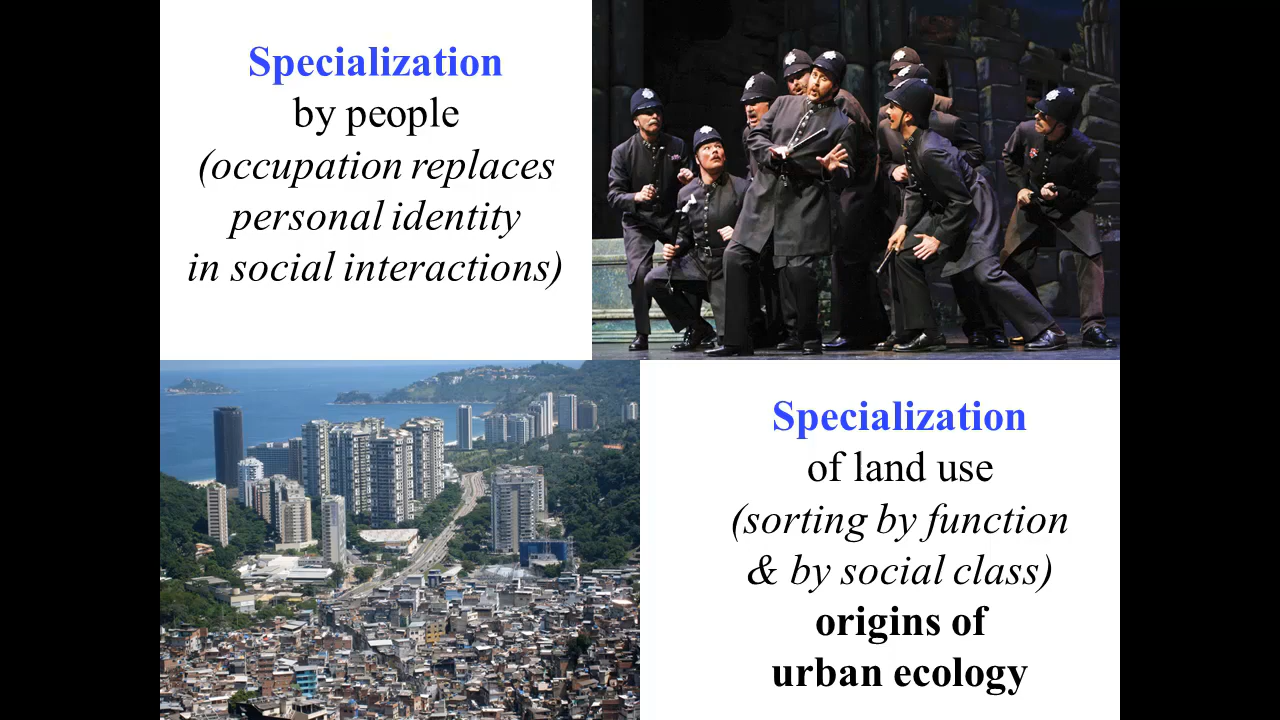 Specialization
by people
(occupation replaces
personal identity
in social interactions)
Specialization
of land use
(sorting by function
& by social class)
origins of
urban ecology